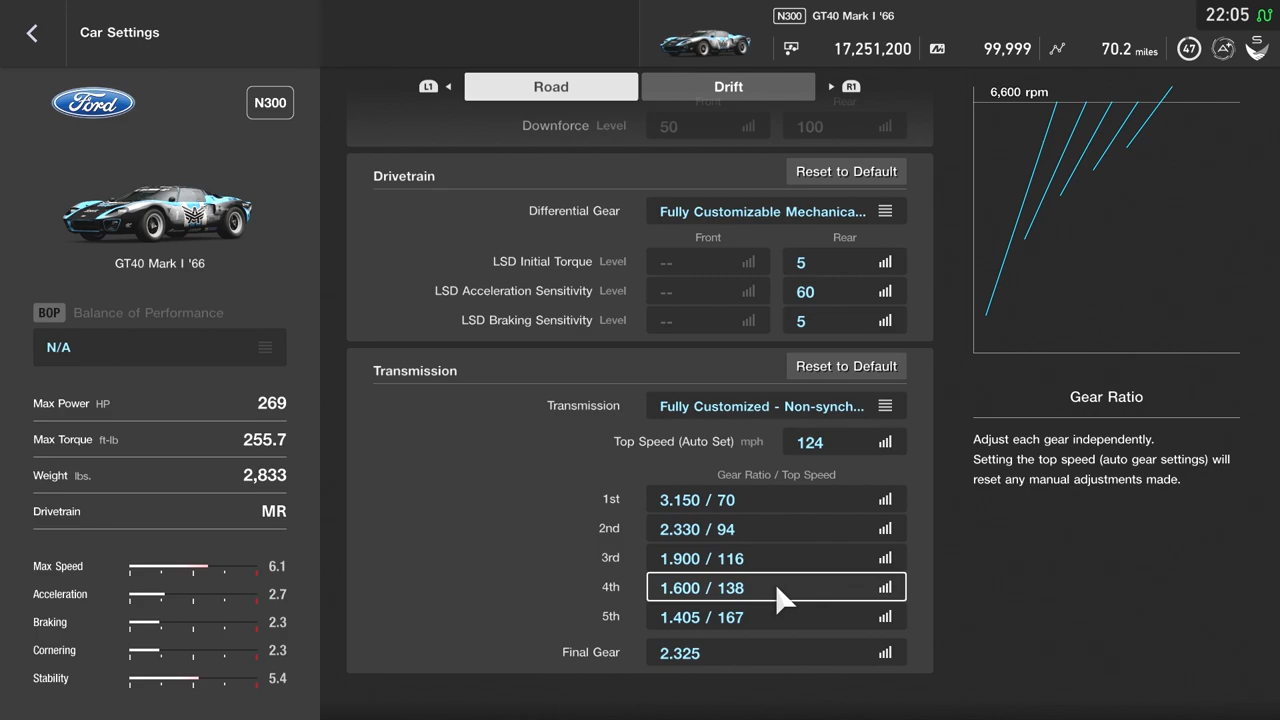 Car Settings
N300 GT40 Mark I '66
22:05
17,251,200
99,999
70.2 miles
47
A+
S
Ford
N300
GT40 Mark I '66
BOP Balance of Performance
N/A
Max Power HP 269
Max Torque ft-lb 255.7
Weight lbs. 2,833
Drivetrain MR
Max Speed 6.1
Acceleration 2.7
Braking 2.3
Cornering 2.3
Stability 5.4
L1 Road Drift R1
Front Rear
Downforce Level 50 100
Drivetrain Reset to Default
Differential Gear Fully Customizable Mechanica...
Front Rear
LSD Initial Torque Level -- 5
LSD Acceleration Sensitivity Level -- 60
LSD Braking Sensitivity Level -- 5
Transmission Reset to Default
Transmission Fully Customized - Non-synch...
Top Speed (Auto Set) mph 124
Gear Ratio / Top Speed
1st 3.150 / 70
2nd 2.330 / 94
3rd 1.900 / 116
4th 1.600 / 138
5th 1.405 / 167
Final Gear 2.325
6,600 rpm
Gear Ratio
Adjust each gear independently.
Setting the top speed (auto gear settings) will
reset any manual adjustments made.